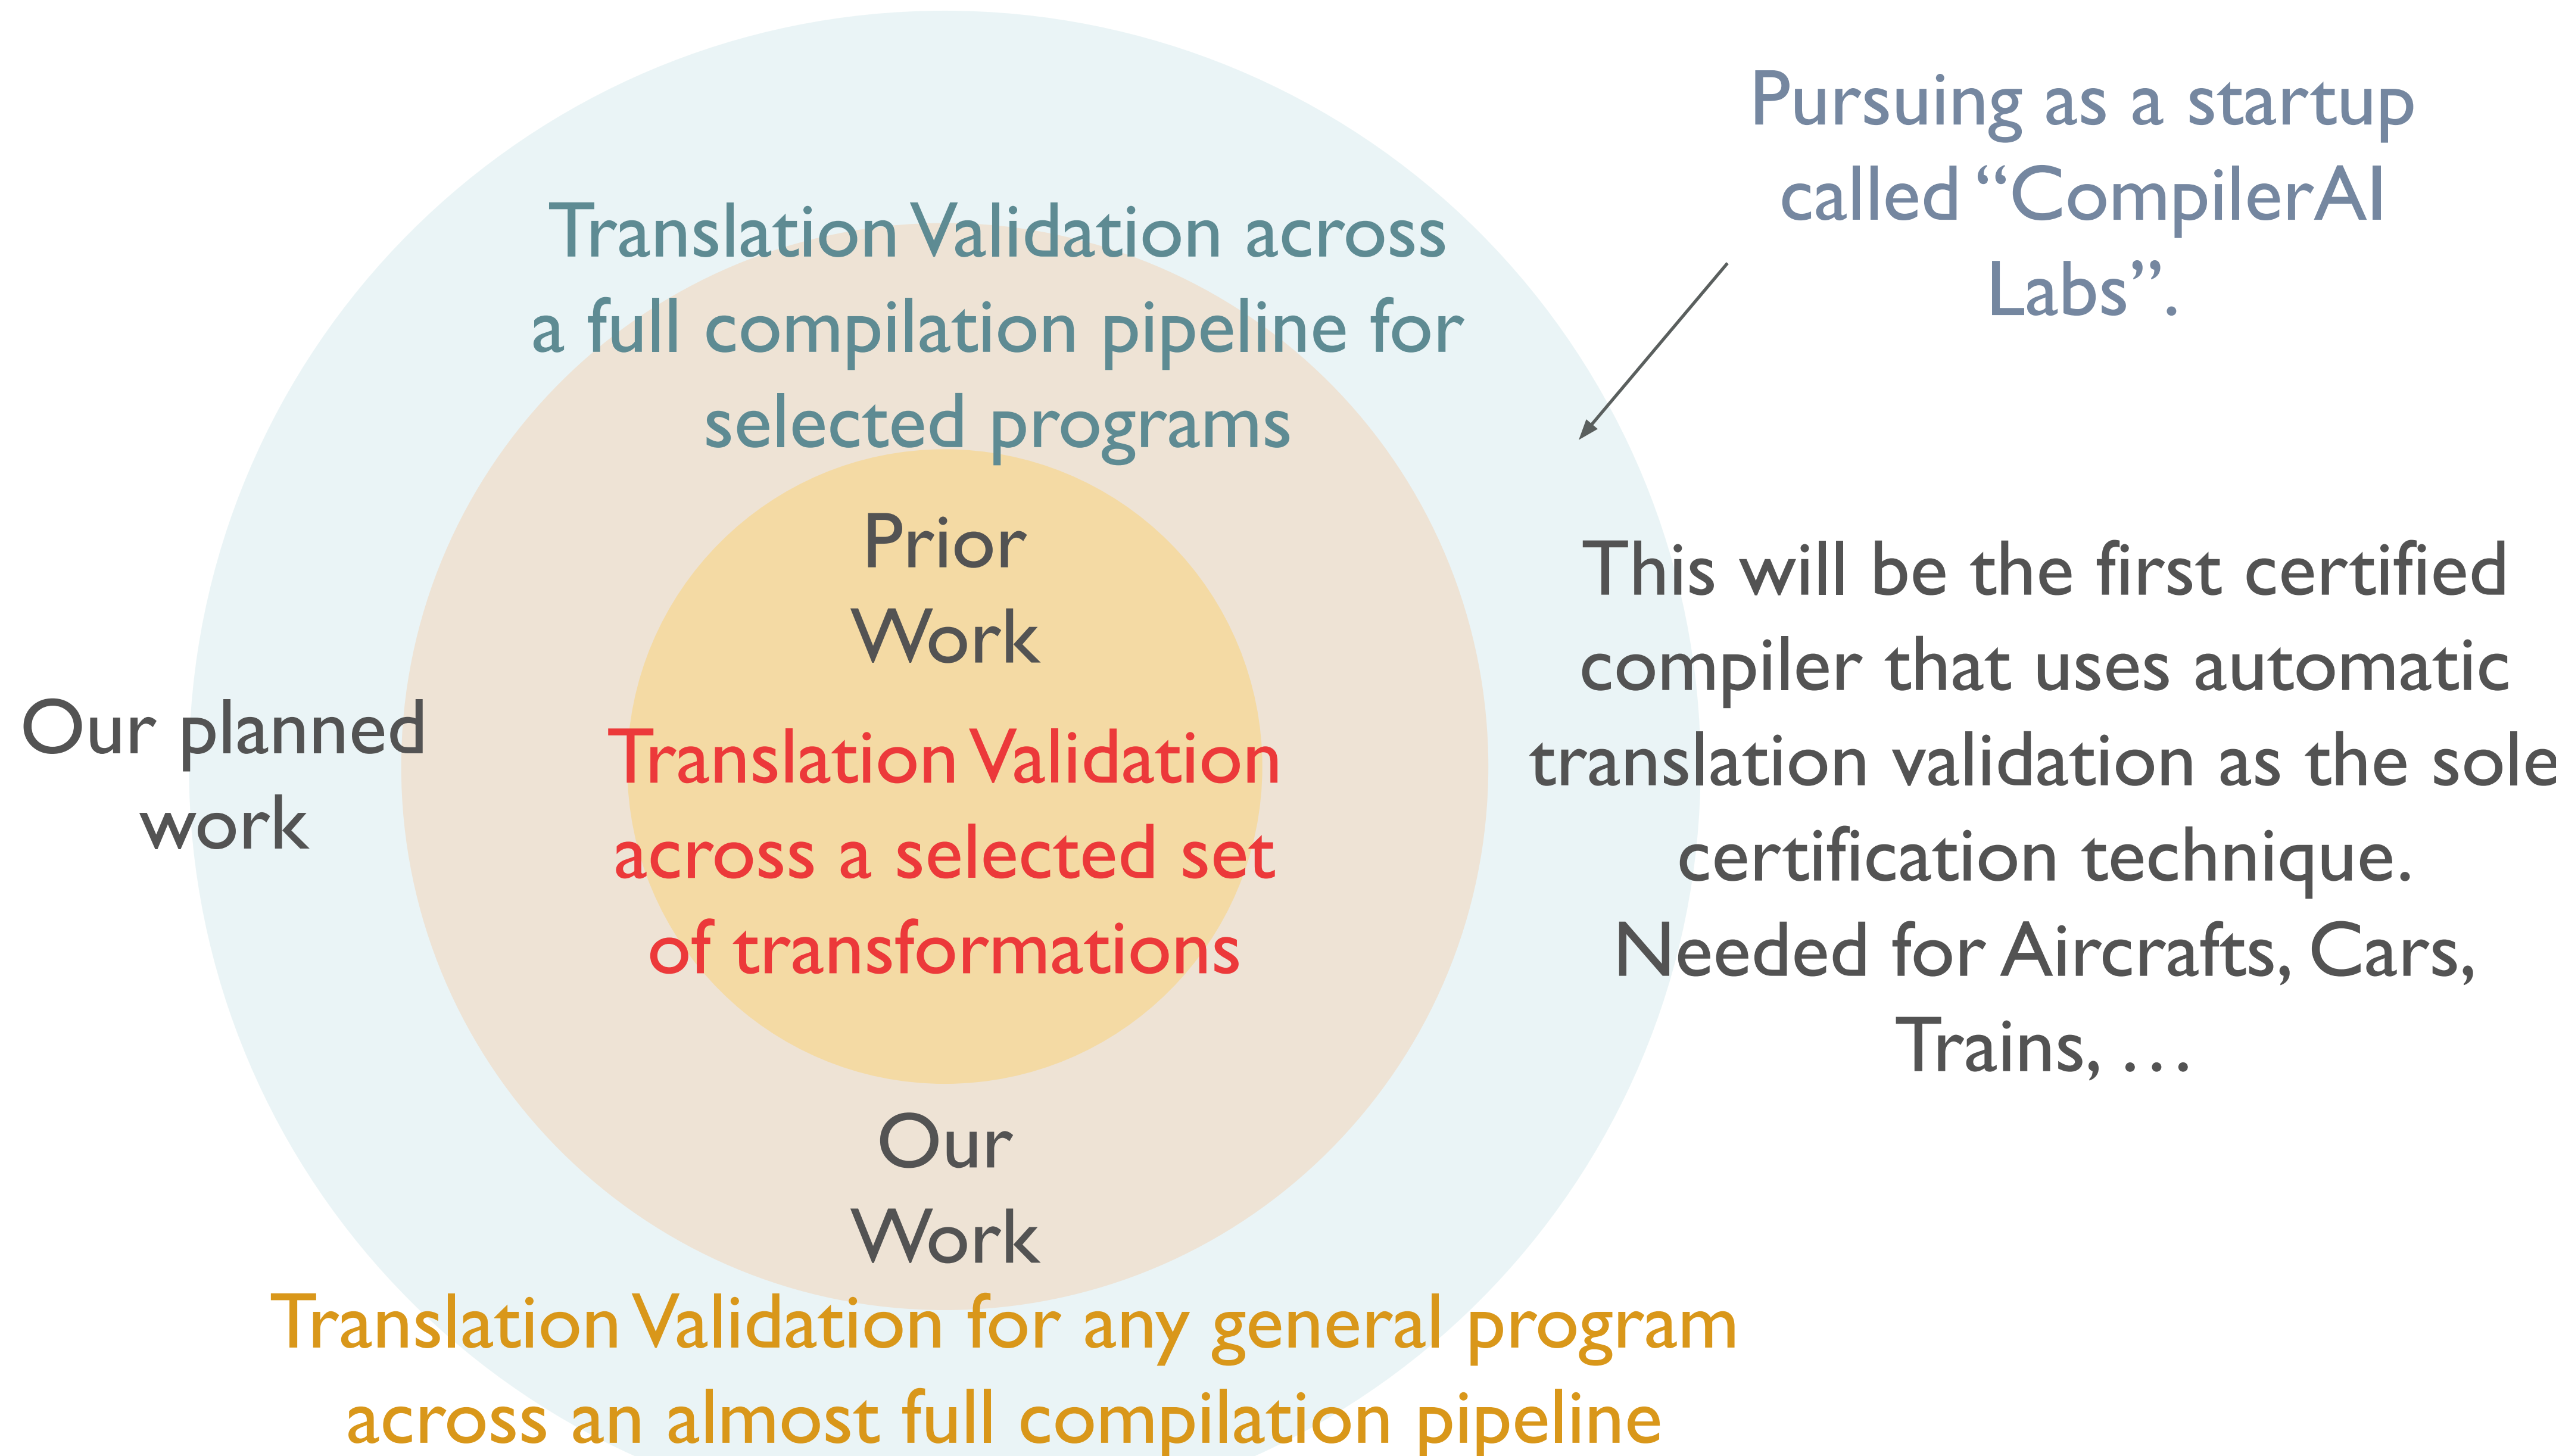 Pursuing as a startup
called “CompilerAI
Labs”.
Translation Validation across
a full compilation pipeline for
selected programs
Prior
Work
Translation Validation
across a selected set
of transformations
Our planned
work
This will be the first certified
compiler that uses automatic
translation validation as the sole
certification technique.
Needed for Aircrafts, Cars,
Trains, …
Our
Work
Translation Validation for any general program
across an almost full compilation pipeline